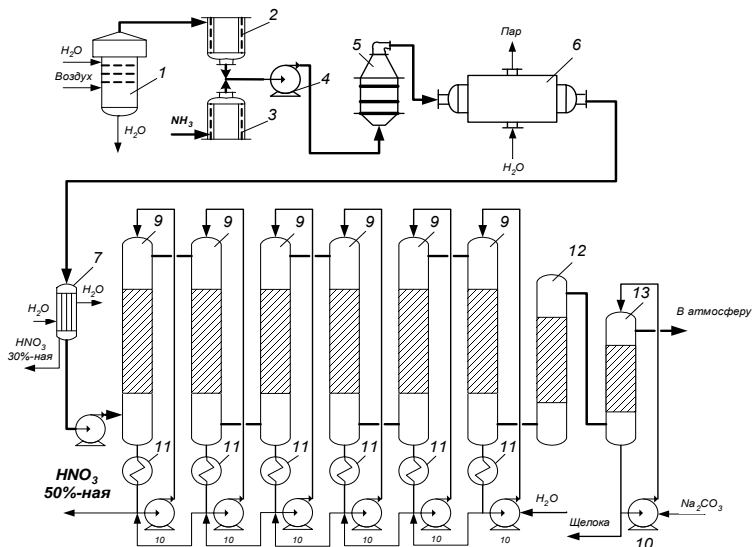 2
Пар
H2O
5
6
Воздух
1
4
NH3
3
H2O
H2O
9
9
9
9
9
9
7
12
13
H2O
H2O
В атмосферу
HNO3
30%-ная
11
11
11
11
11
11
HNO3
50%-ная
H2O
Na2CO3
Щелока
10
10
10
10
10
10
10